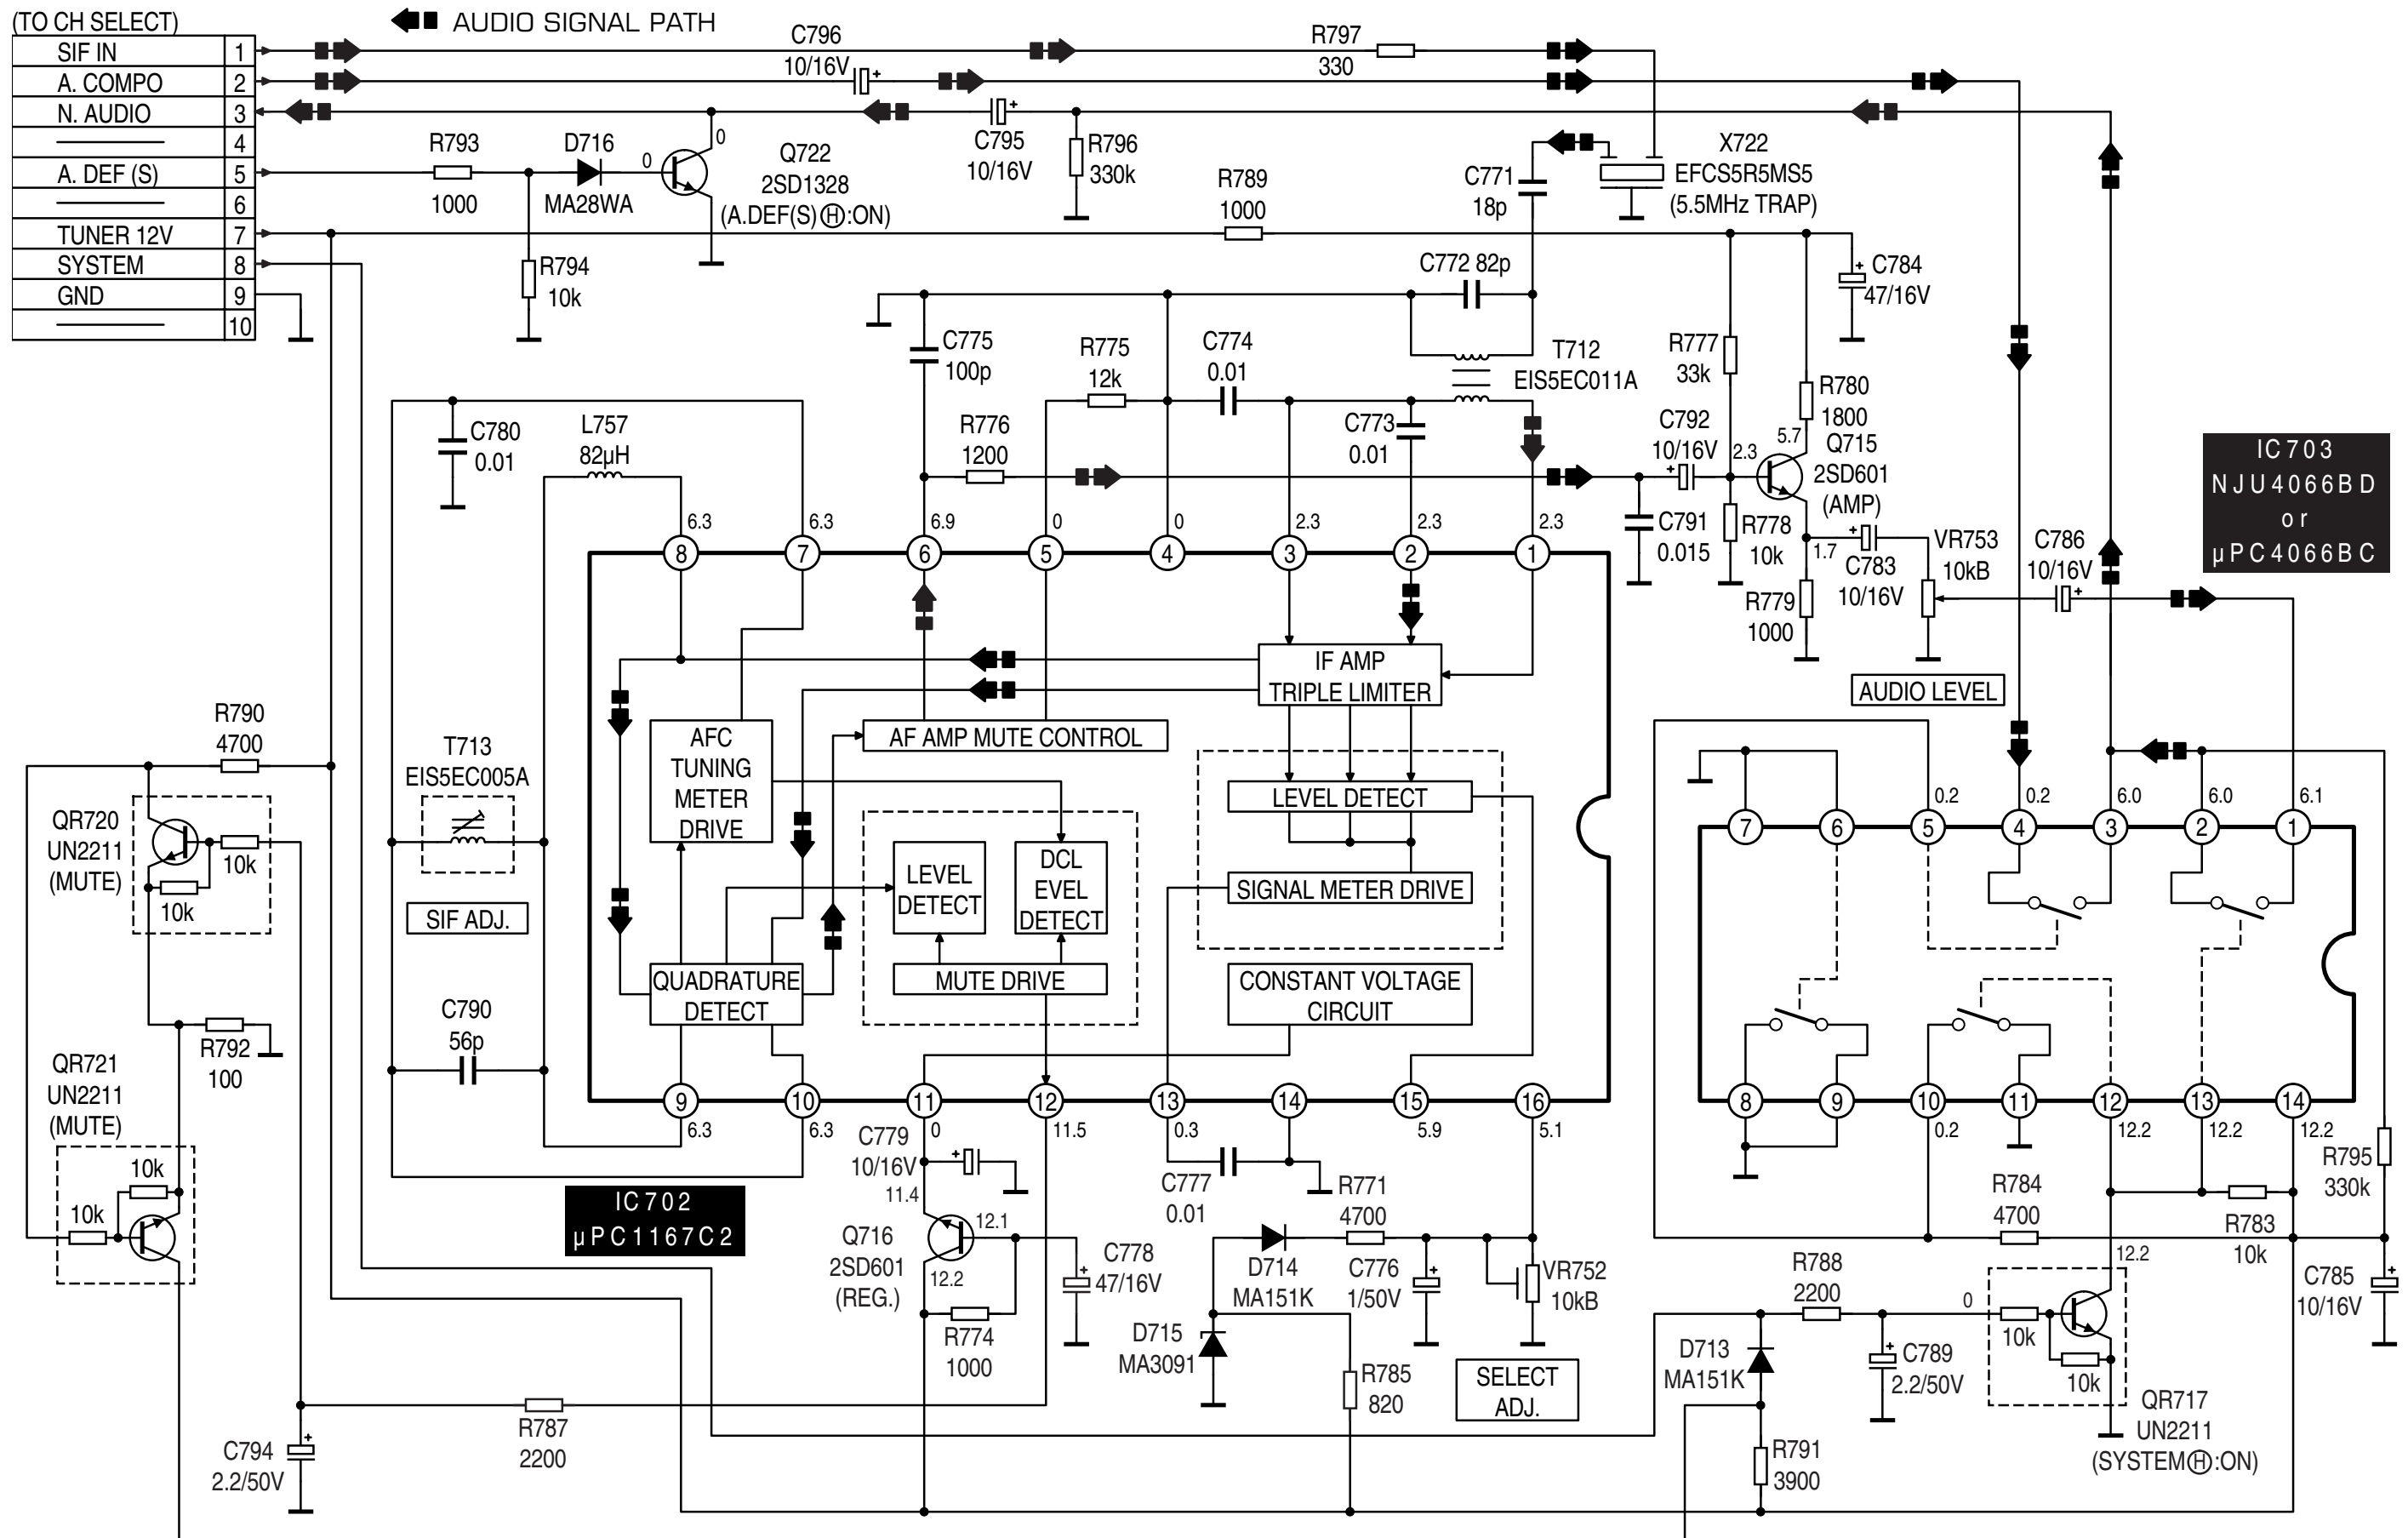 (TO CH SELECT)
AUDIO SIGNAL PATH
SIF IN 1
A. COMPO 2
N. AUDIO 3
4
A. DEF (S) 5
6
TUNER 12V 7
SYSTEM 8
GND 9
10
C796
10/16V
R797
330
R793
1000
D716
MA28WA
0
0
Q722
2SD1328
(A.DEF(S)Ⓗ:ON)
C795
10/16V
R796
330k
R794
10k
R789
1000
C771
18p
X722
EFCS5R5MS5
(5.5MHz TRAP)
C772 82p
C784
47/16V
C775
100p
R775
12k
C774
0.01
T712
EIS5EC011A
R777
33k
R780
1800
C780
0.01
L757
82µH
R776
1200
C773
0.01
C792
10/16V
2.3
5.7
Q715
2SD601
(AMP)
1.7
C791
0.015
R778
10k
R779
1000
C783
10/16V
VR753
10kB
C786
10/16V
AUDIO LEVEL
IC703
NJU4066BD
or
µPC4066BC
6.3
6.3
6.9
0
0
2.3
2.3
2.3
8
7
6
5
4
3
2
1
IF AMP
TRIPLE LIMITER
AFC
TUNING
METER
DRIVE
AF AMP MUTE CONTROL
LEVEL DETECT
SIGNAL METER DRIVE
LEVEL
DETECT
DCL
EVEL
DETECT
MUTE DRIVE
QUADRATURE
DETECT
CONSTANT VOLTAGE
CIRCUIT
9
10
11
12
13
14
15
16
6.3
6.3
0
11.5
0.3
5.9
5.1
R790
4700
QR720
UN2211
(MUTE)
10k
10k
T713
EIS5EC005A
SIF ADJ.
C790
56p
R792
100
QR721
UN2211
(MUTE)
10k
10k
IC702
µPC1167C2
C779
10/16V
11.4
12.1
12.2
Q716
2SD601
(REG.)
R774
1000
C778
47/16V
C777
0.01
R771
4700
D714
MA151K
D715
MA3091
C776
1/50V
VR752
10kB
R785
820
SELECT
ADJ.
R787
2200
C794
2.2/50V
0.2
0.2
6.0
6.0
6.1
7
6
5
4
3
2
1
8
9
10
11
12
13
14
0.2
12.2
12.2
12.2
R784
4700
R783
10k
R795
330k
C785
10/16V
R788
2200
0
12.2
D713
MA151K
C789
2.2/50V
10k
10k
QR717
UN2211
(SYSTEMⒽ:ON)
R791
3900